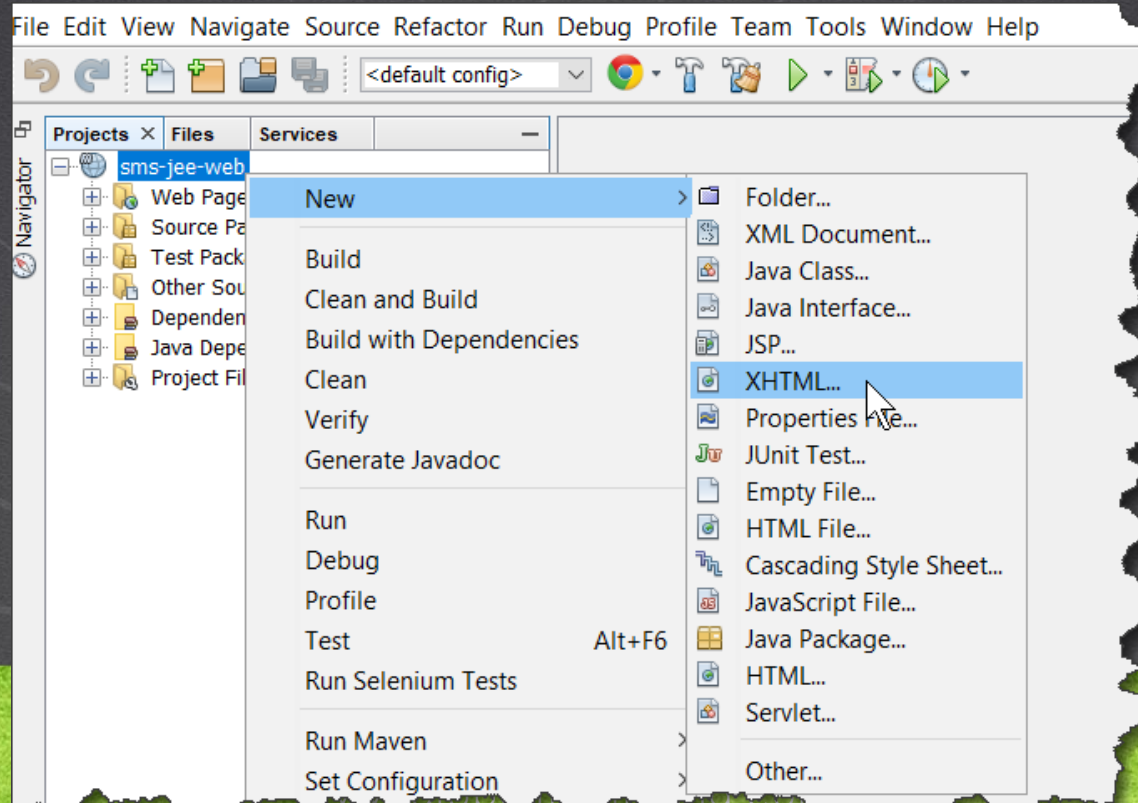 File Edit View Navigate Source Refactor Run Debug Profile Team Tools Window Help
<default config>
Projects Files Services
Navigator
sms-jee-web
Web Page
Source Pa
Test Pack
Other Sou
Dependen
Java Depe
Project Fil
New
Build
Clean and Build
Build with Dependencies
Clean
Verify
Generate Javadoc
Run
Debug
Profile
Test Alt+F6
Run Selenium Tests
Run Maven
Set Configuration
Folder...
XML Document...
Java Class...
Java Interface...
JSP...
XHTML...
Properties File...
JUnit Test...
Empty File...
HTML File...
Cascading Style Sheet...
JavaScript File...
Java Package...
HTML...
Servlet...
Other...